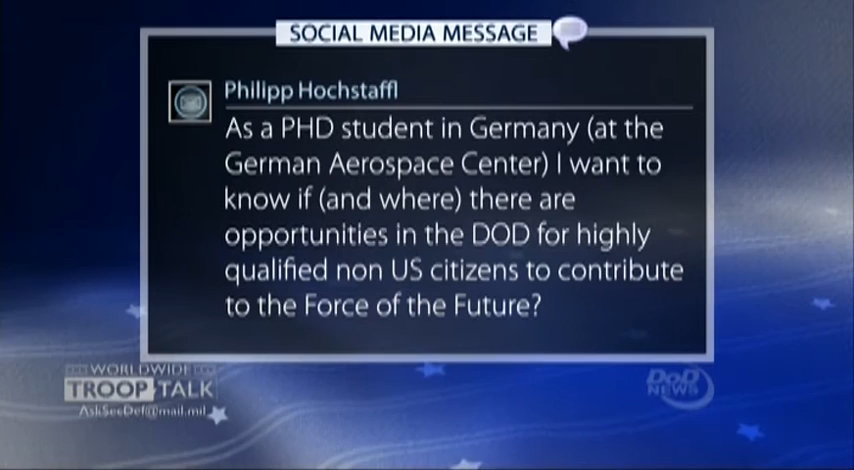 SOCIAL MEDIA MESSAGE
Philipp Hochstaffl
As a PHD student in Germany (at the
German Aerospace Center) I want to
know if (and where) there are
opportunities in the DOD for highly
qualified non US citizens to contribute
to the Force of the Future?
WORLDWIDE
TROOP TALK
AskSecDef@mail.mil
DoD
NEWS